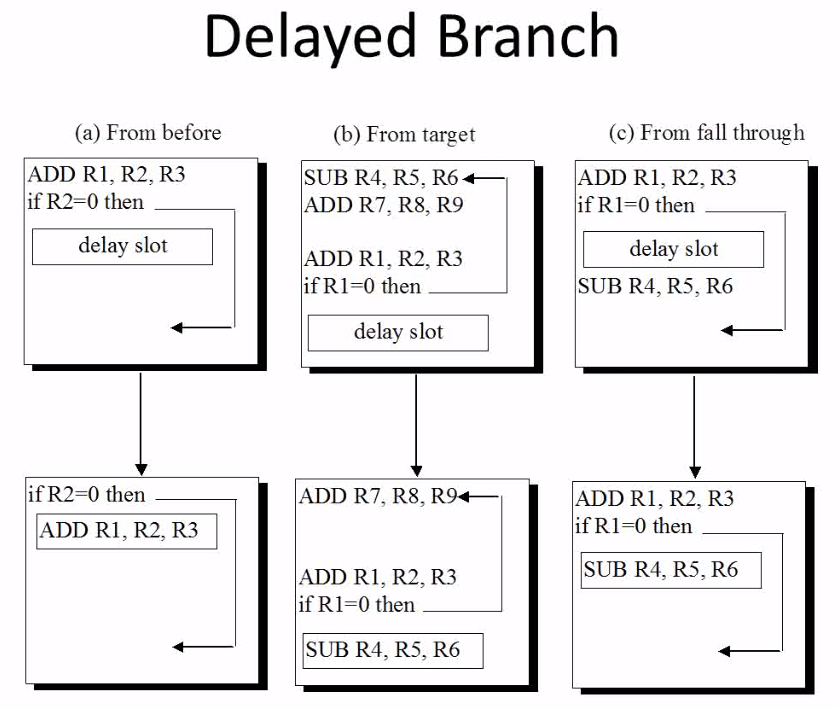 Delayed Branch
(a) From before
ADD R1, R2, R3
if R2=0 then
delay slot
if R2=0 then
ADD R1, R2, R3
(b) From target
SUB R4, R5, R6
ADD R7, R8, R9
ADD R1, R2, R3
if R1=0 then
delay slot
ADD R7, R8, R9
ADD R1, R2, R3
if R1=0 then
SUB R4, R5, R6
(c) From fall through
ADD R1, R2, R3
if R1=0 then
delay slot
SUB R4, R5, R6
ADD R1, R2, R3
if R1=0 then
SUB R4, R5, R6